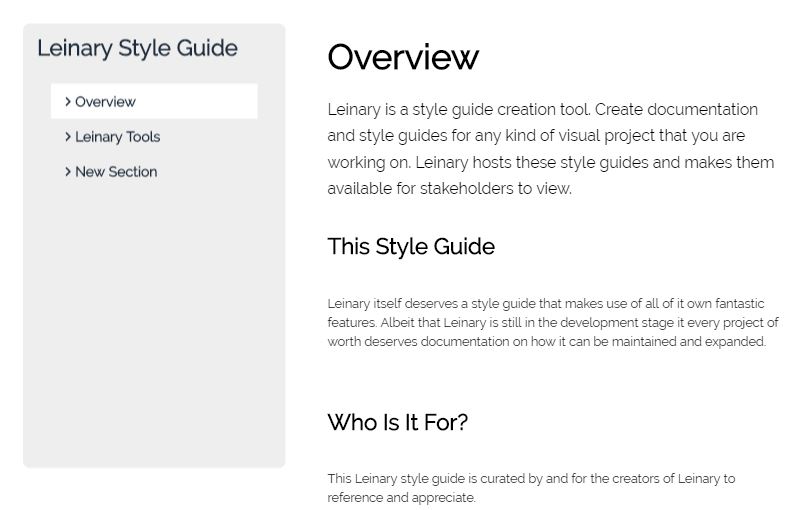 Leinary Style Guide
Overview
Leinary Tools
New Section
Overview
Leinary is a style guide creation tool. Create documentation
and style guides for any kind of visual project that you are
working on. Leinary hosts these style guides and makes them
available for stakeholders to view.
This Style Guide
Leinary itself deserves a style guide that makes use of all of it own fantastic
features. Albeit that Leinary is still in the development stage it every project of
worth deserves documentation on how it can be maintained and expanded.
Who Is It For?
This Leinary style guide is curated by and for the creators of Leinary to
reference and appreciate.